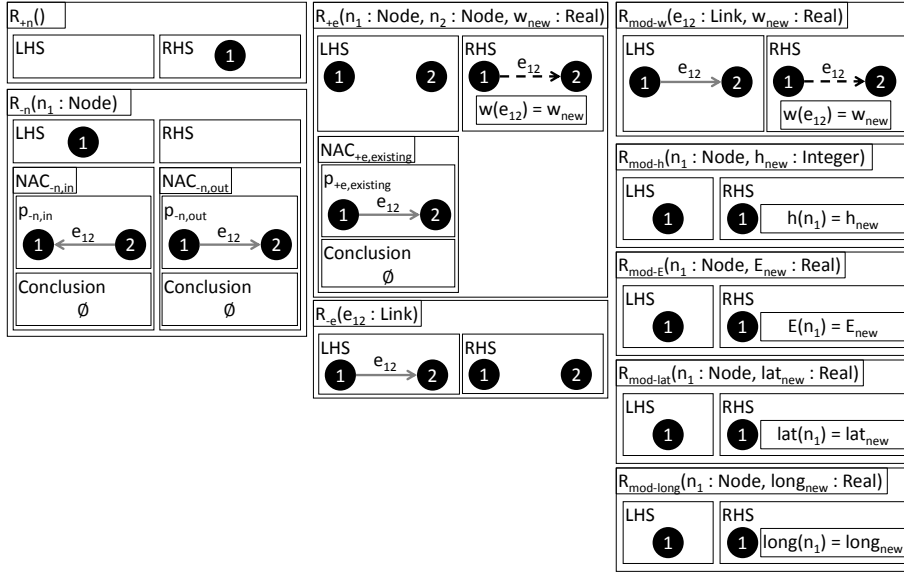 R+n()
LHS
RHS
1
R-n(n1 : Node)
LHS
1
RHS
NAC-n,in
p-n,in
1
e12
2
Conclusion
∅
NAC-n,out
p-n,out
1
e12
2
Conclusion
∅
R+e(n1 : Node, n2 : Node, wnew : Real)
LHS
1
2
RHS
1
e12
2
w(e12) = wnew
NAC+e,existing
p+e,existing
1
e12
2
Conclusion
∅
R-e(e12 : Link)
LHS
1
e12
2
RHS
1
2
Rmod-w(e12 : Link, wnew : Real)
LHS
1
e12
2
RHS
1
e12
2
w(e12) = wnew
Rmod-h(n1 : Node, hnew : Integer)
LHS
1
RHS
1
h(n1) = hnew
Rmod-E(n1 : Node, Enew : Real)
LHS
1
RHS
1
E(n1) = Enew
Rmod-lat(n1 : Node, latnew : Real)
LHS
1
RHS
1
lat(n1) = latnew
Rmod-long(n1 : Node, longnew : Real)
LHS
1
RHS
1
long(n1) = longnew